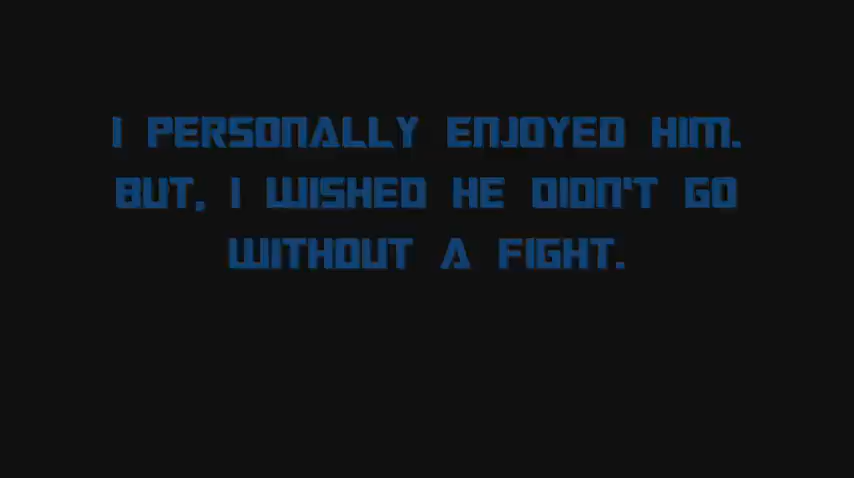 I PERSONALLY ENJOYED HIM.
BUT, I WISHED HE DIDN'T GO
WITHOUT A FIGHT.